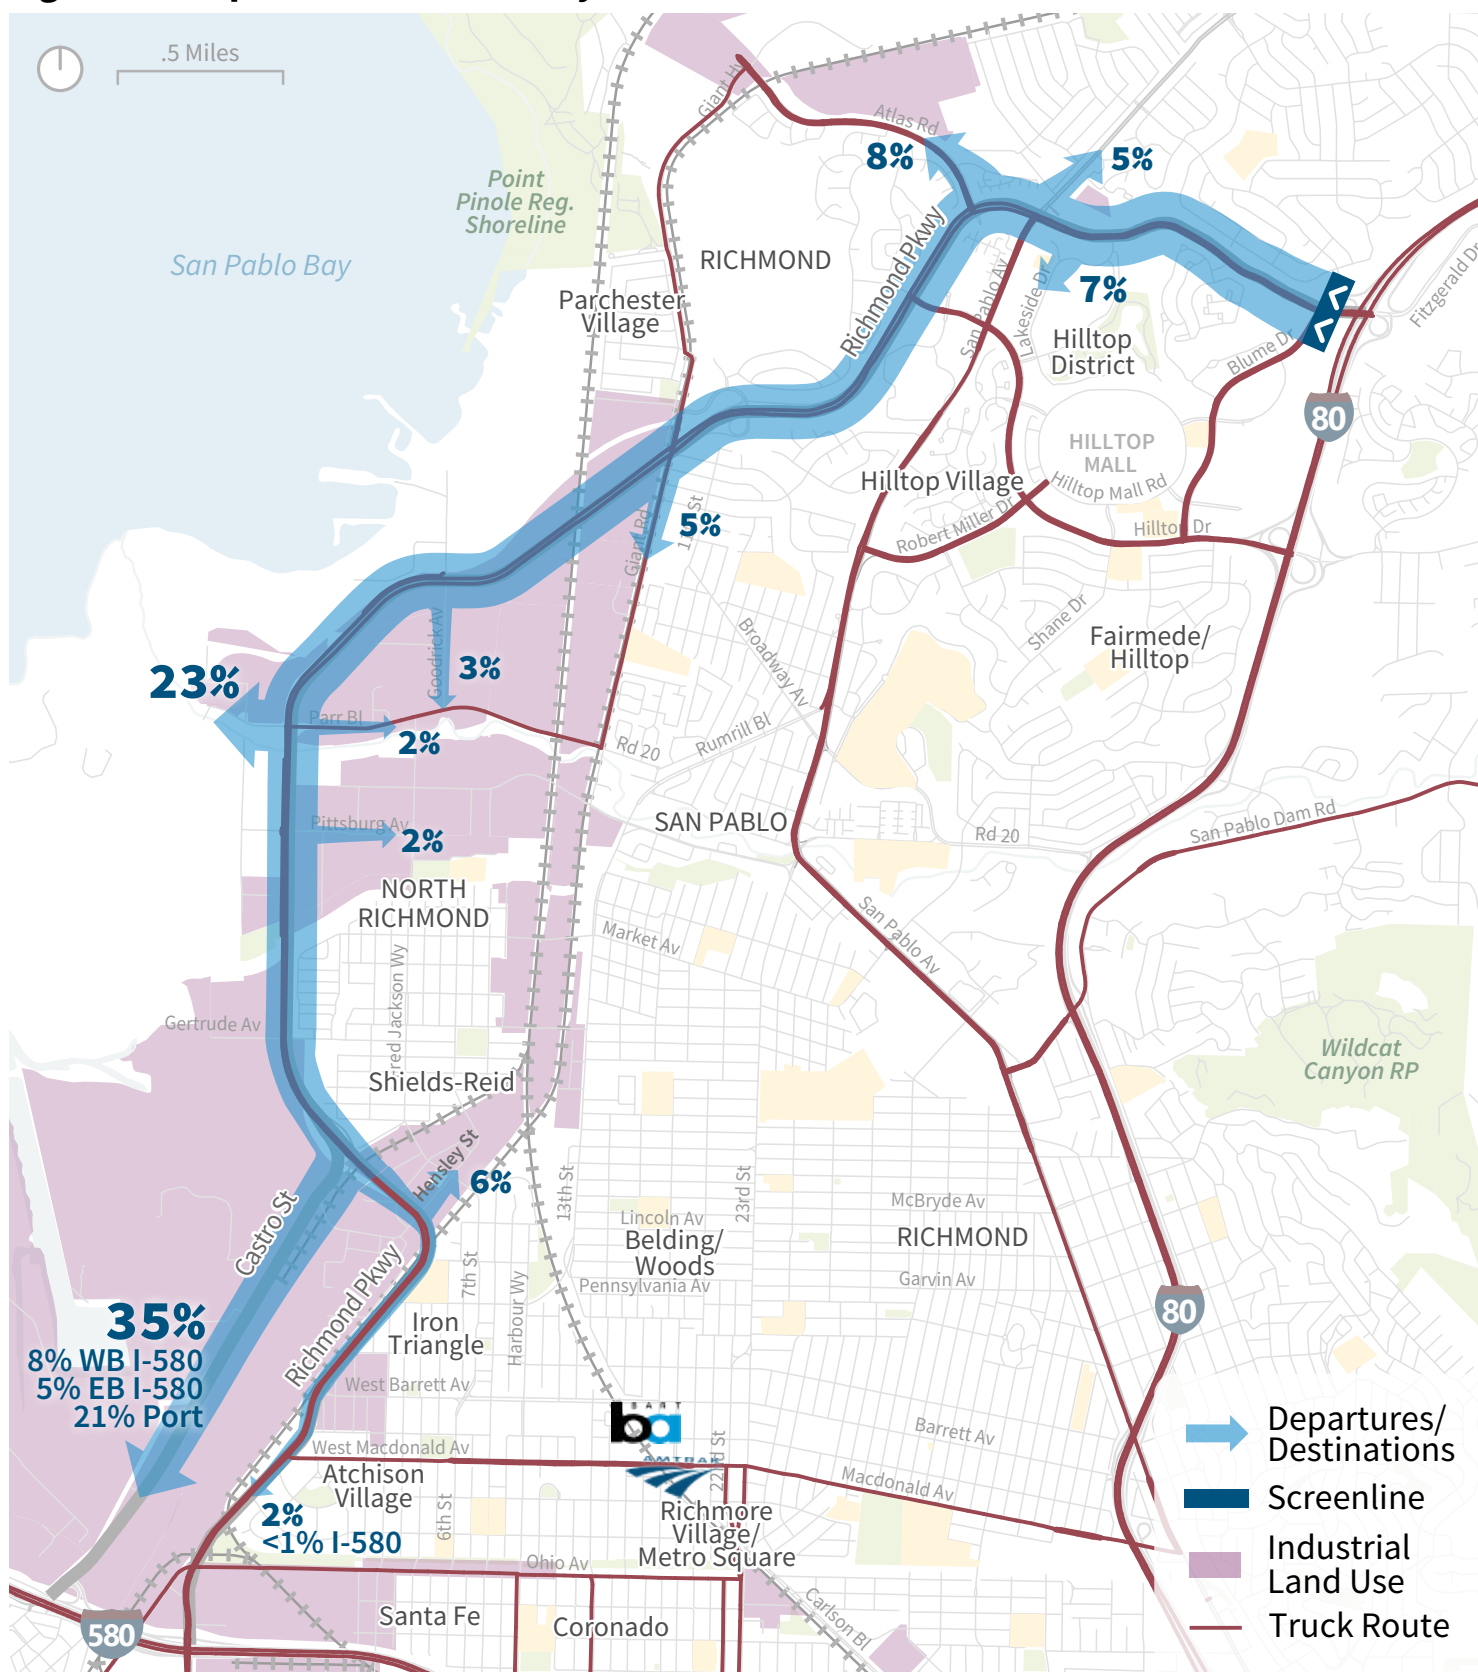 .5 Miles
Giant Hy
Atlas Rd
8%
5%
Point
Pinole Reg.
Shoreline
San Pablo Bay
RICHMOND
Richmond Pkwy
San Pablo Av
Lakeside Dr
7%
Parchester
Village
Hilltop
District
Blume Dr
Fitzgerald Dr
80
HILLTOP
MALL
Hilltop Mall Rd
Hilltop Village
Robert Miller Dr
Hilltop Dr
5%
Giant Rd
Shane Dr
Fairmede/
Hilltop
Broadway Av
Goodrick Av
3%
23%
Parr Bl
2%
Rd 20
Rumrill Bl
SAN PABLO
Rd 20
San Pablo Dam Rd
Pittsburg Av
2%
NORTH
RICHMOND
Market Av
San Pablo Av
Gertrude Av
Fred Jackson Wy
Shields-Reid
Wildcat
Canyon RP
Hensley St
6%
13th St
23rd St
McBryde Av
Lincoln Av
Belding/
Woods
RICHMOND
Castro St
Richmond Pkwy
7th St
Harbour Wy
Pennsylvania Av
Garvin Av
80
35%
8% WB I-580
5% EB I-580
21% Port
Iron
Triangle
West Barrett Av
BART
ba
Barrett Av
West Macdonald Av
AMTRAK
22nd St
Macdonald Av
Atchison
Village
6th St
2%
<1% I-580
Richmore
Village/
Metro Square
Ohio Av
Santa Fe
Coronado
Carlson Bl
580
Departures/
Destinations
Screenline
Industrial
Land Use
Truck Route